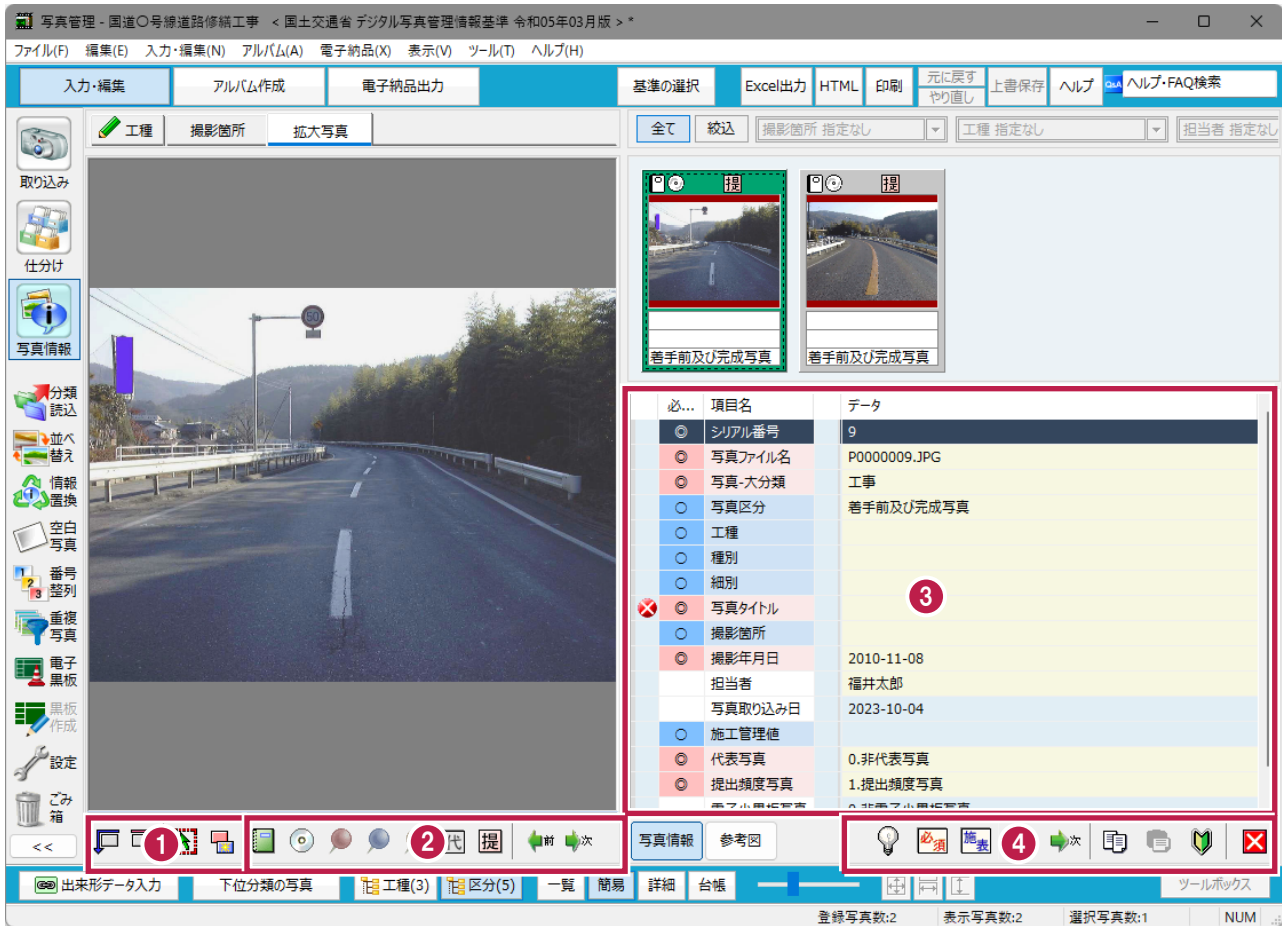 写真管理 - 国道〇号線道路修繕工事 < 国土交通省 デジタル写真管理情報基準 令和05年03月版 > *
ファイル(F) 編集(E) 入力・編集(N) アルバム(A) 電子納品(X) 表示(V) ツール(T) ヘルプ(H)
入力・編集 アルバム作成 電子納品出力 基準の選択 Excel出力 HTML 印刷 元に戻す やり直し 上書保存 ヘルプ Q&A ヘルプ・FAQ検索
工種 撮影箇所 拡大写真
全て 絞込 撮影箇所 指定なし 工種 指定なし 担当者 指定なし
取り込み
仕分け
写真情報
分類
読込
並べ
替え
情報
置換
空白
写真
番号
整列
重複
写真
電子
黒板
黒板
作成
設定
ごみ
箱
<<
50
提
着手前及び完成写真
提
着手前及び完成写真
必... 項目名 データ
◎ シリアル番号 9
◎ 写真ファイル名 P0000009.JPG
◎ 写真-大分類 工事
○ 写真区分 着手前及び完成写真
○ 工種
○ 種別
○ 細別
◎ 写真タイトル
○ 撮影箇所
◎ 撮影年月日 2010-11-08
担当者 福井太郎
写真取り込み日 2023-10-04
○ 施工管理値
◎ 代表写真 0.非代表写真
◎ 提出頻度写真 1.提出頻度写真
電子小黒板写真 0.非電子小黒板写真
3
1
2 代 提 前 次
写真情報 参考図
必須 施表 4 次
出来形データ入力 下位分類の写真 工種(3) 区分(5) 一覧 簡易 詳細 台帳 ツールボックス
登録写真数:2 表示写真数:2 選択写真数:1 NUM